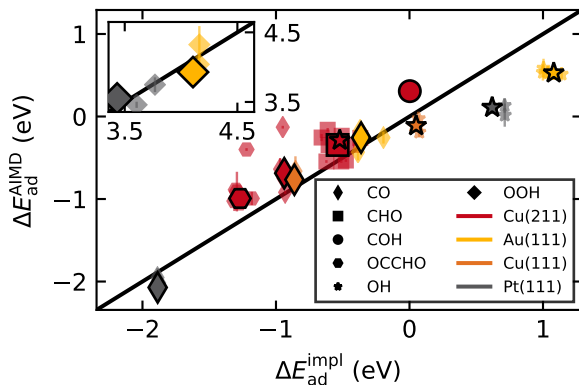 4.5
3.5
3.5 4.5
1
0
−1
−2
ΔE_ad^AIMD (eV)
CO
CHO
COH
OCCHO
OH
OOH
Cu(211)
Au(111)
Cu(111)
Pt(111)
−2 −1 0 1
ΔE_ad^impl (eV)